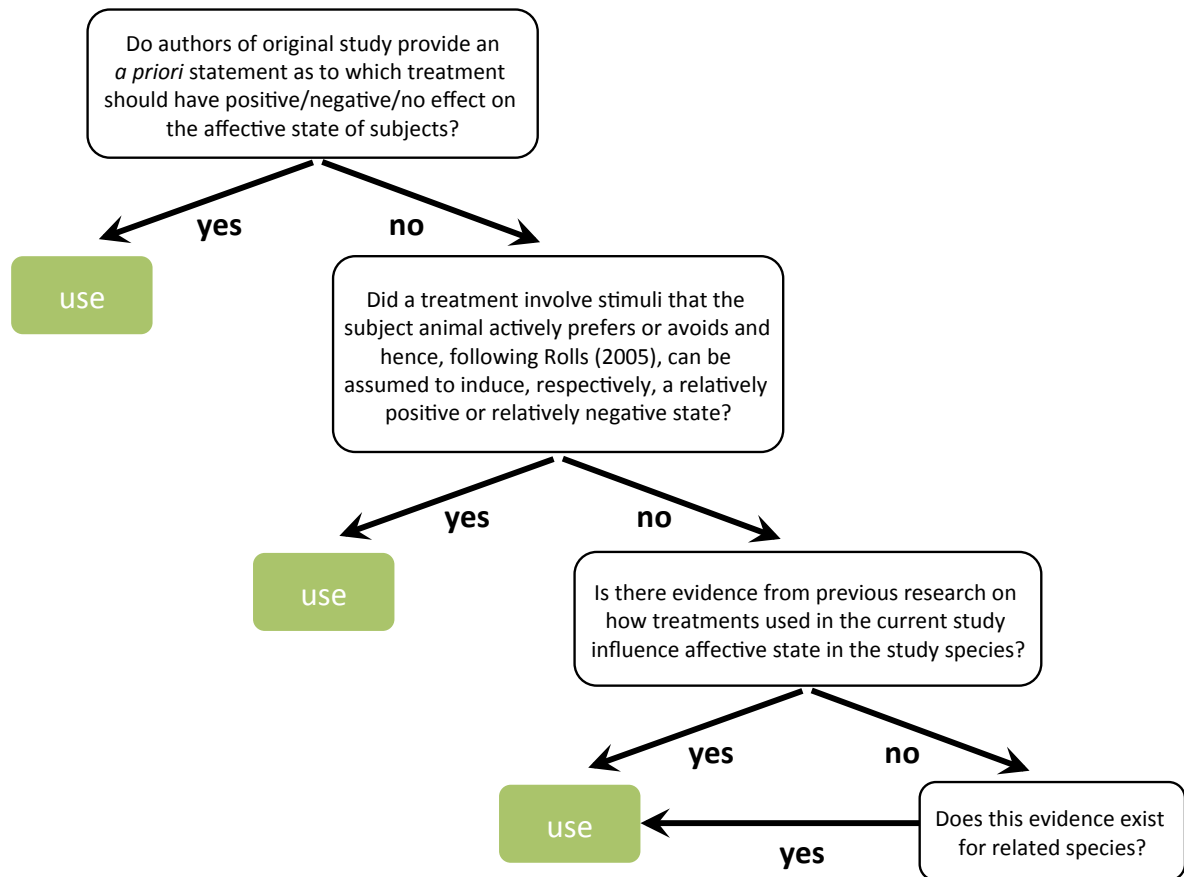 Do authors of original study provide an
a priori statement as to which treatment
should have positive/negative/no effect on
the affective state of subjects?
yes
no
use
Did a treatment involve stimuli that the
subject animal actively prefers or avoids and
hence, following Rolls (2005), can be
assumed to induce, respectively, a relatively
positive or relatively negative state?
yes
no
use
Is there evidence from previous research on
how treatments used in the current study
influence affective state in the study species?
yes
no
use
Does this evidence exist
for related species?
yes